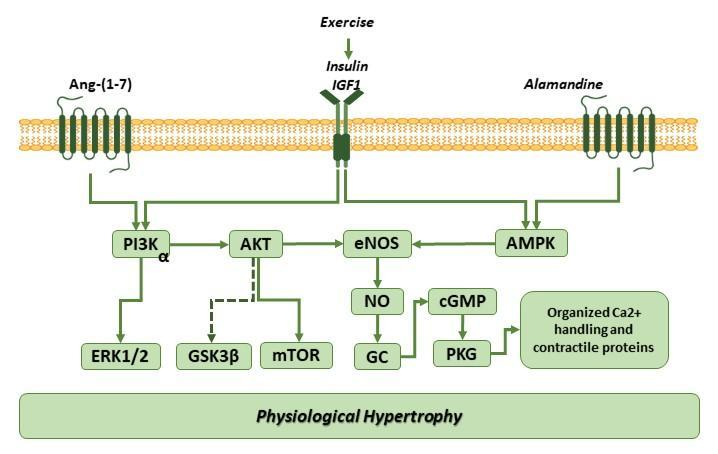 Exercise
Insulin
IGF1
Ang-(1-7)
Alamandine
PI3K
α
AKT
eNOS
AMPK
NO
cGMP
ERK1/2
GSK3β
mTOR
GC
PKG
Organized Ca2+
handling and
contractile proteins
Physiological Hypertrophy